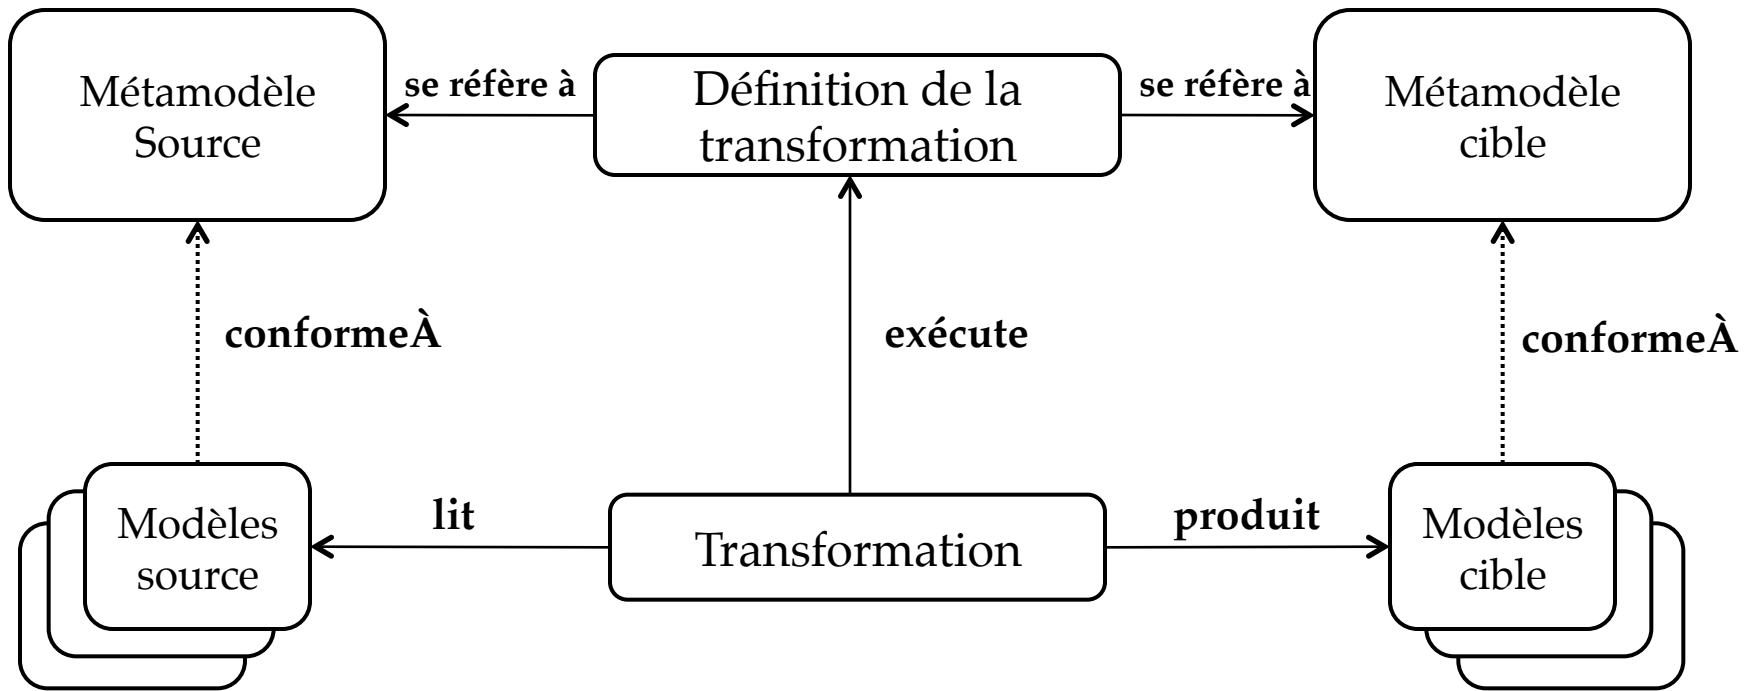 Métamodèle
Source
se réfère à
Définition de la
transformation
se réfère à
Métamodèle
cible
conformeÀ
exécute
conformeÀ
Modèles
source
lit
Transformation
produit
Modèles
cible